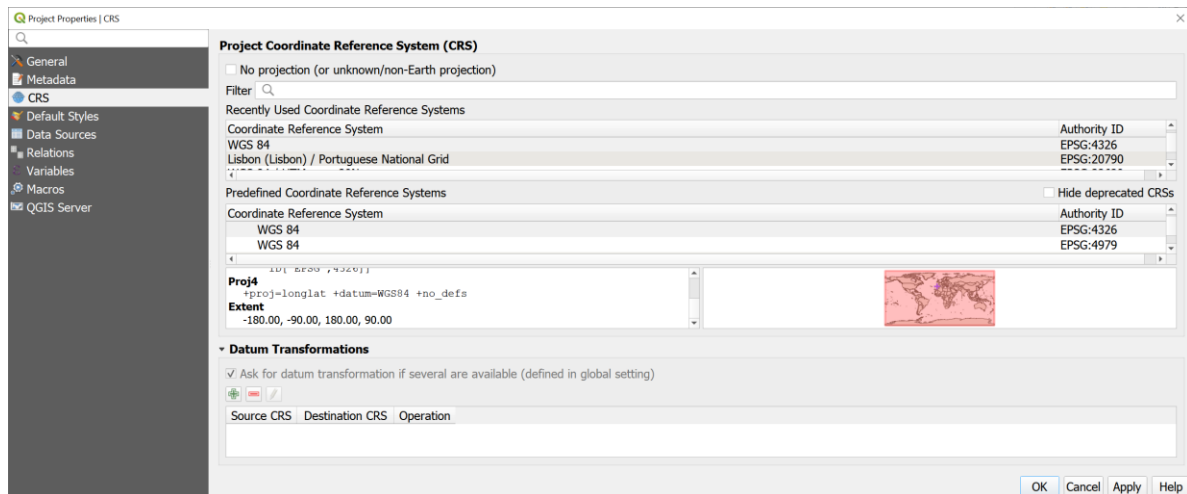 Project Properties | CRS
General
Metadata
CRS
Default Styles
Data Sources
Relations
Variables
Macros
QGIS Server
Project Coordinate Reference System (CRS)
No projection (or unknown/non-Earth projection)
Filter
Recently Used Coordinate Reference Systems
Coordinate Reference System Authority ID
WGS 84 EPSG:4326
Lisbon (Lisbon) / Portuguese National Grid EPSG:20790
Predefined Coordinate Reference Systems Hide deprecated CRSs
Coordinate Reference System Authority ID
WGS 84 EPSG:4326
WGS 84 EPSG:4979
Proj4
+proj=longlat +datum=WGS84 +no_defs
Extent
-180.00, -90.00, 180.00, 90.00
Datum Transformations
Ask for datum transformation if several are available (defined in global setting)
Source CRS Destination CRS Operation
OK Cancel Apply Help